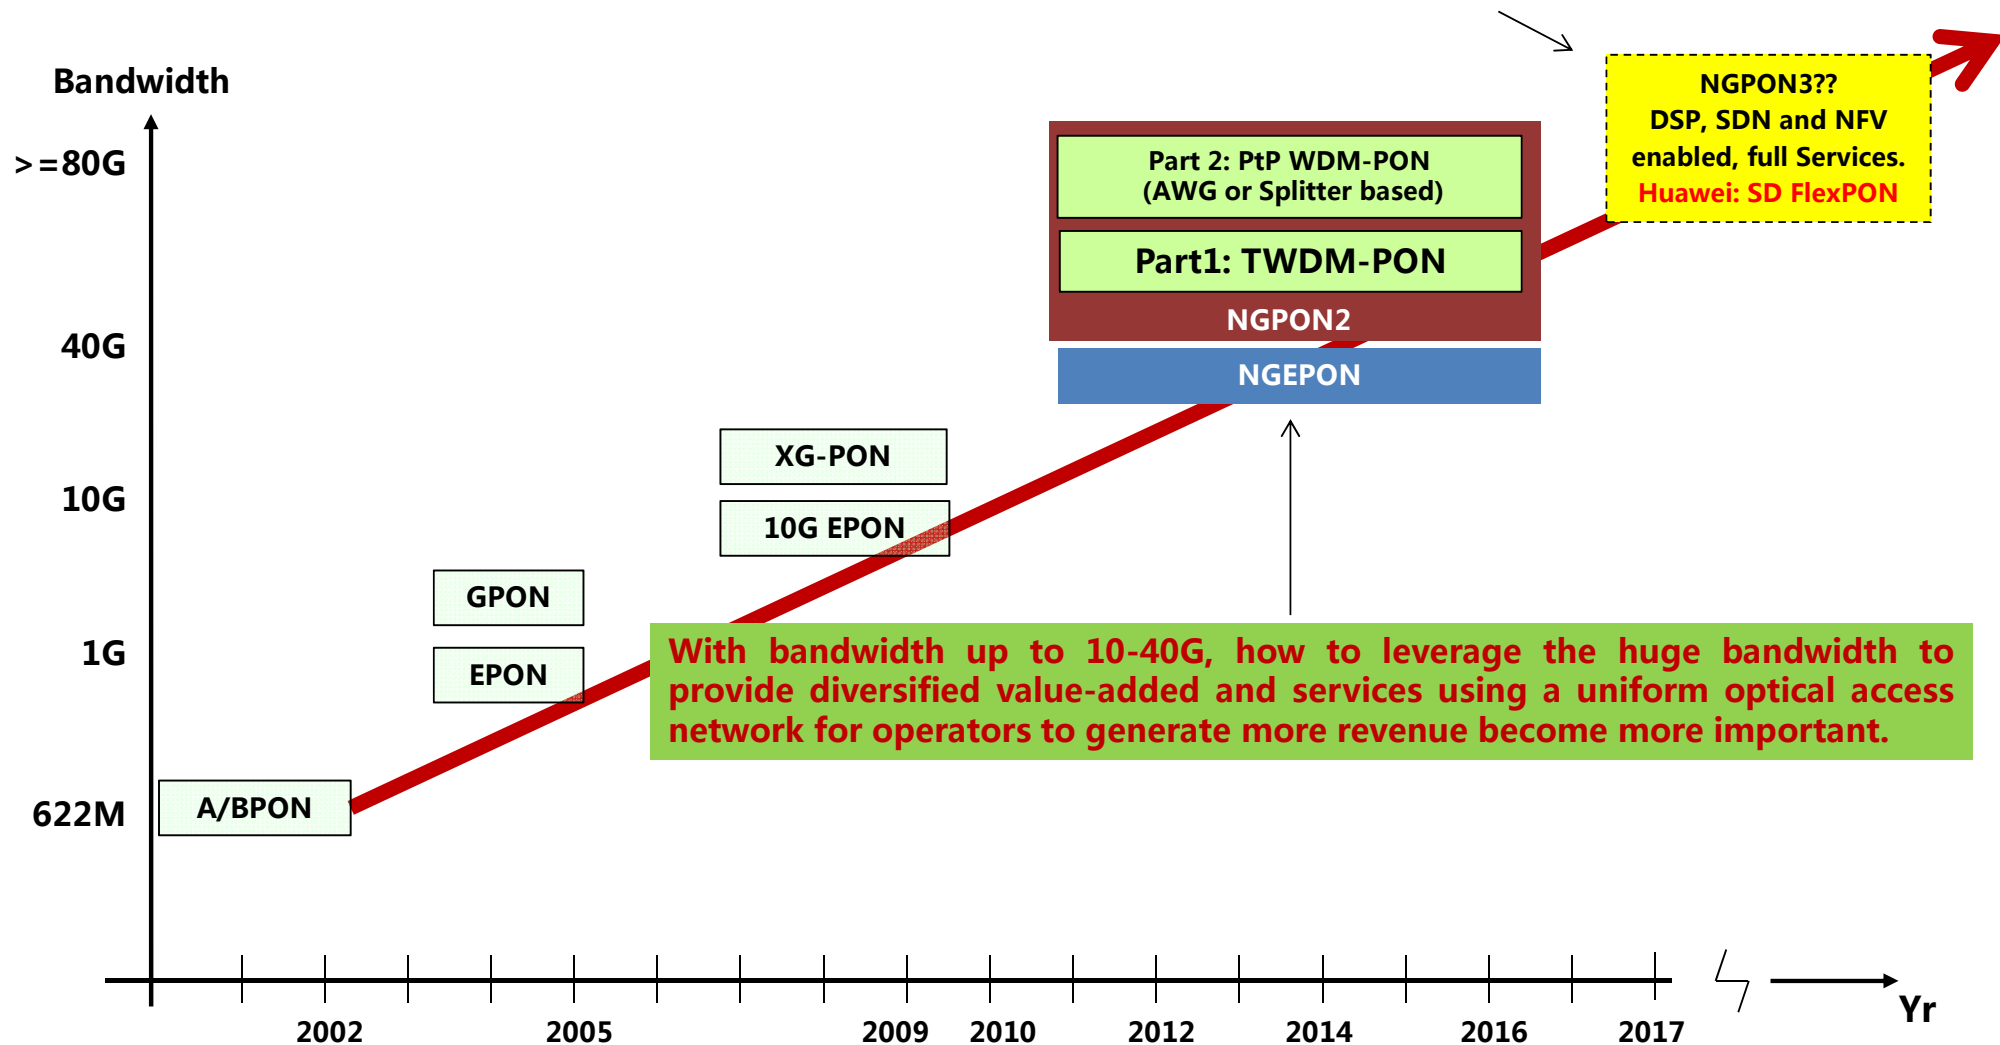 Bandwidth
>=80G
40G
10G
1G
622M
NGPON3??
DSP, SDN and NFV
enabled, full Services.
Huawei: SD FlexPON
Part 2: PtP WDM-PON
(AWG or Splitter based)
Part1: TWDM-PON
NGPON2
NGEPON
XG-PON
10G EPON
GPON
EPON
A/BPON
With bandwidth up to 10-40G, how to leverage the huge bandwidth to
provide diversified value-added and services using a uniform optical access
network for operators to generate more revenue become more important.
2002 2005 2009 2010 2012 2014 2016 2017
Yr